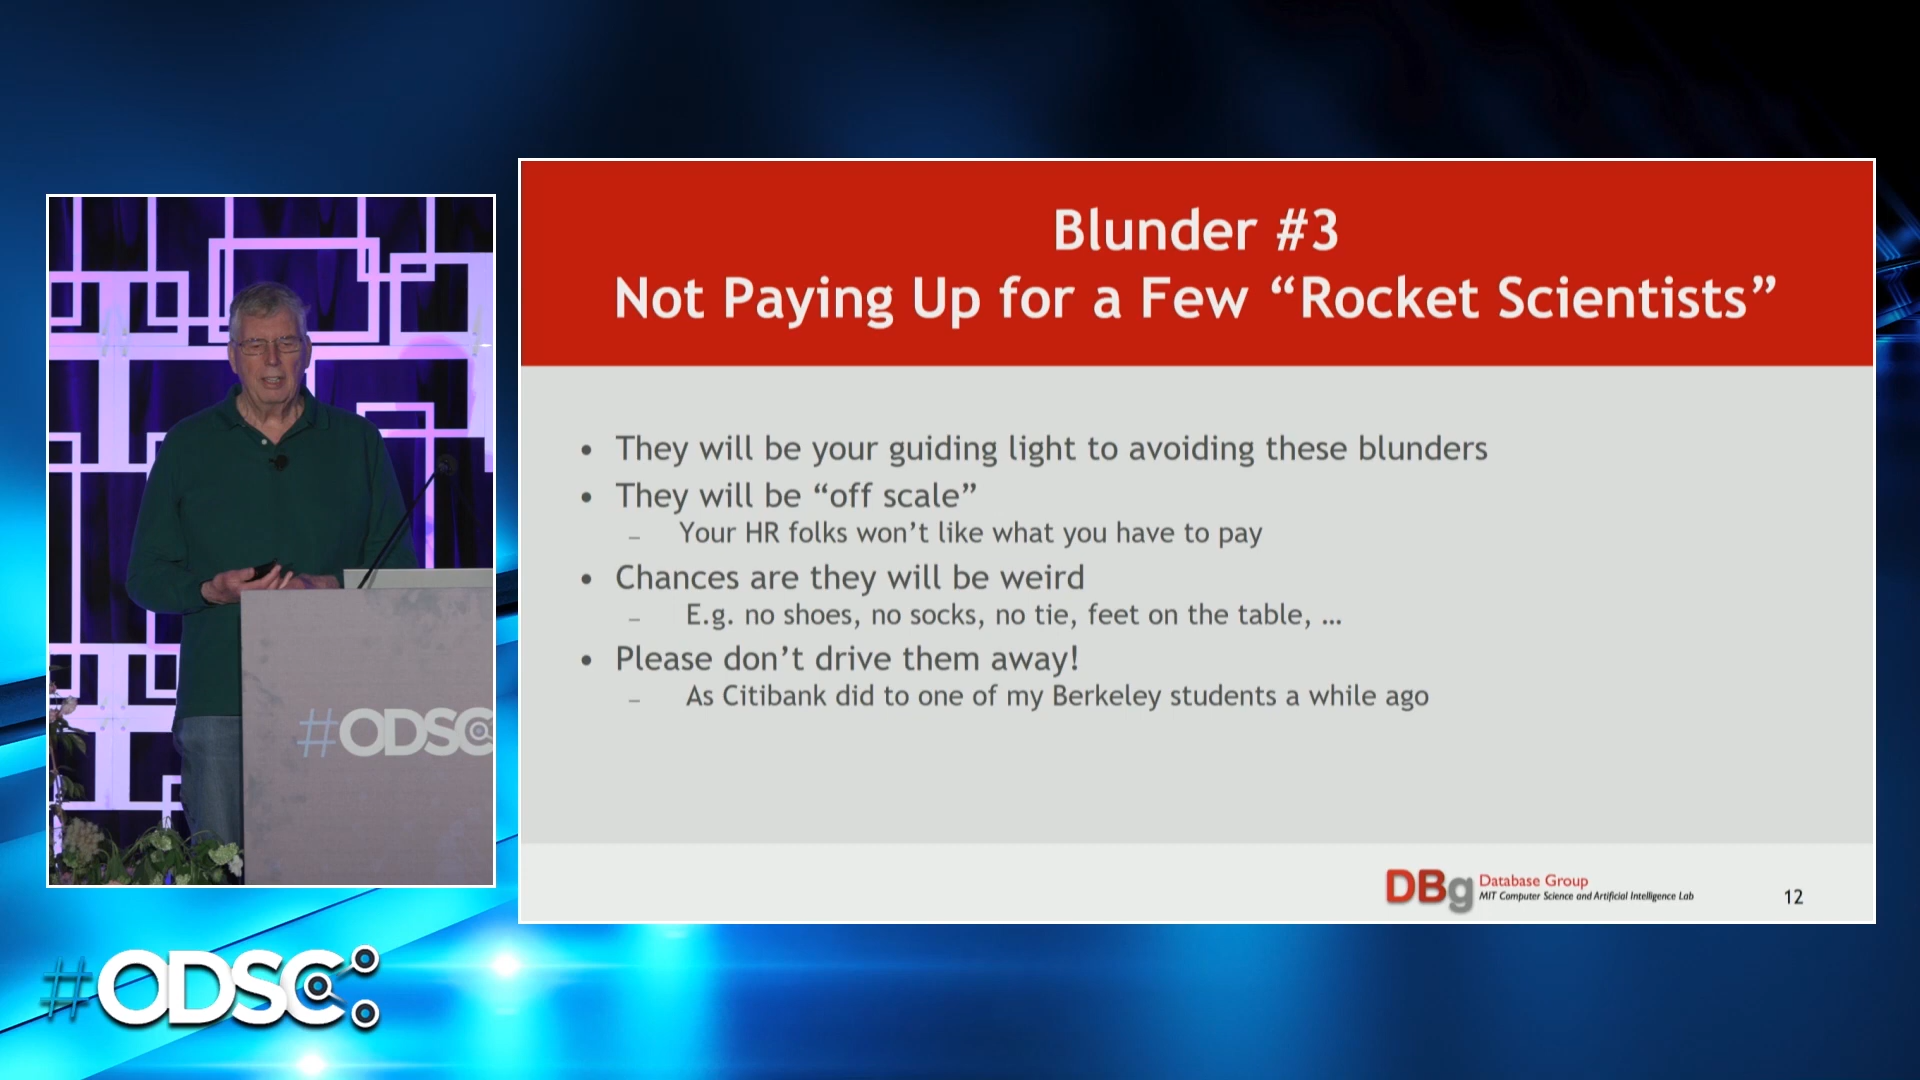 Blunder #3
Not Paying Up for a Few “Rocket Scientists”
• They will be your guiding light to avoiding these blunders
• They will be “off scale”
– Your HR folks won’t like what you have to pay
• Chances are they will be weird
– E.g. no shoes, no socks, no tie, feet on the table, …
• Please don’t drive them away!
– As Citibank did to one of my Berkeley students a while ago
DBg
Database Group
MIT Computer Science and Artificial Intelligence Lab
12
#ODSC
#ODSC